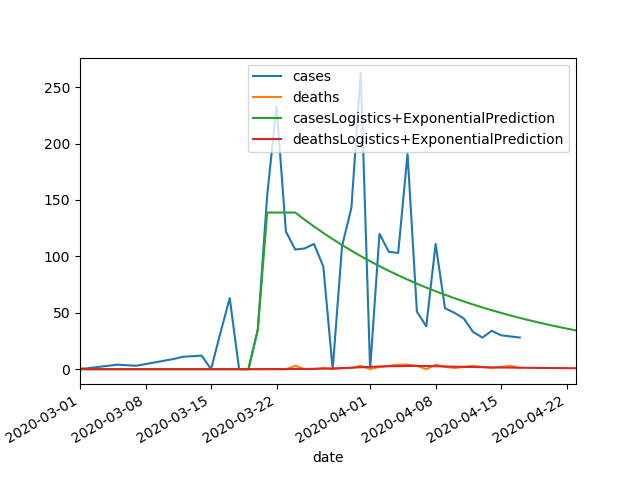 cases
deaths
casesLogistics+ExponentialPrediction
deathsLogistics+ExponentialPrediction
250
200
150
100
50
0
2020-03-01
2020-03-08
2020-03-15
2020-03-22
2020-04-01
2020-04-08
2020-04-15
2020-04-22
date